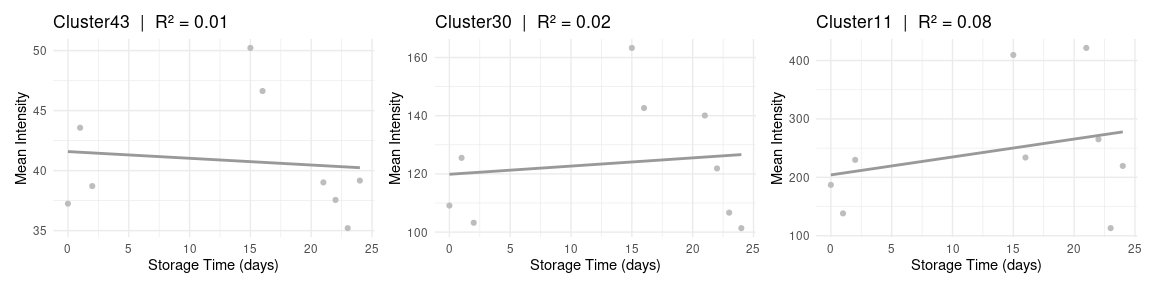 Cluster43 | R² = 0.01
Mean Intensity
50
45
40
35
0 5 10 15 20 25
Storage Time (days)
Cluster30 | R² = 0.02
Mean Intensity
160
140
120
100
0 5 10 15 20 25
Storage Time (days)
Cluster11 | R² = 0.08
Mean Intensity
400
300
200
100
0 5 10 15 20 25
Storage Time (days)